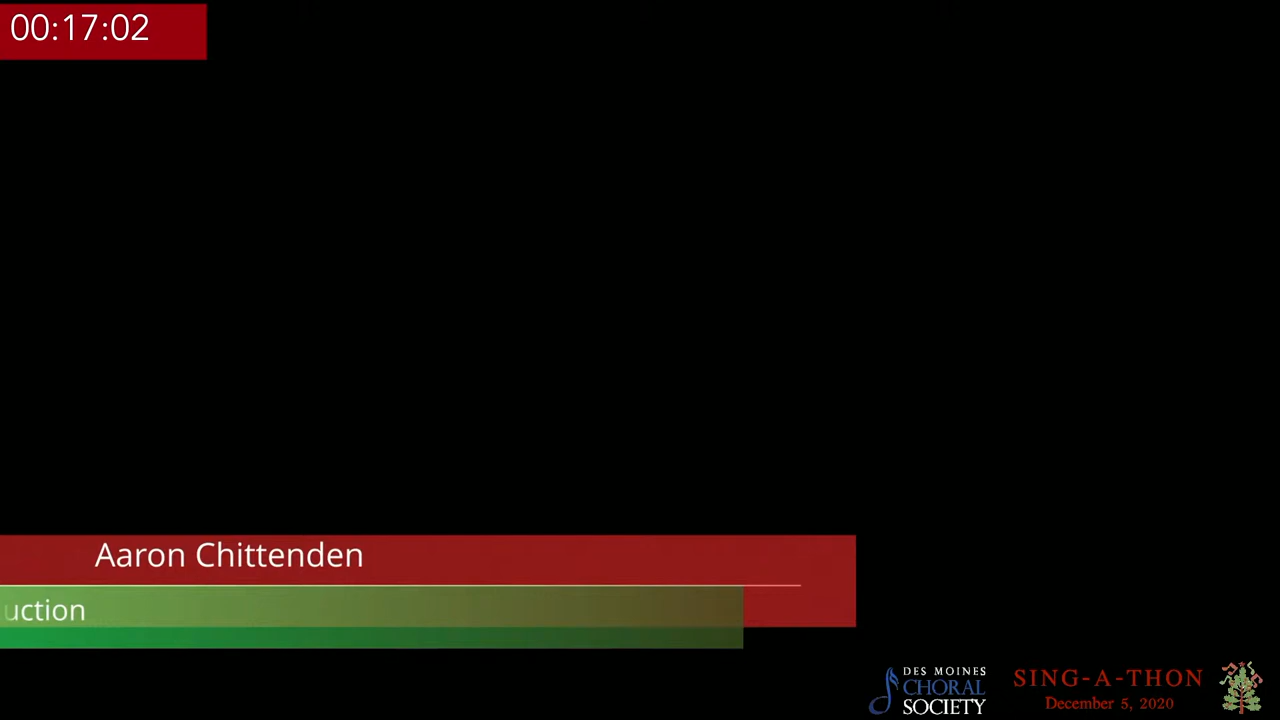 00:17:02
Aaron Chittenden
uction
DES MOINES
CHORAL
SOCIETY
SING-A-THON
December 5, 2020